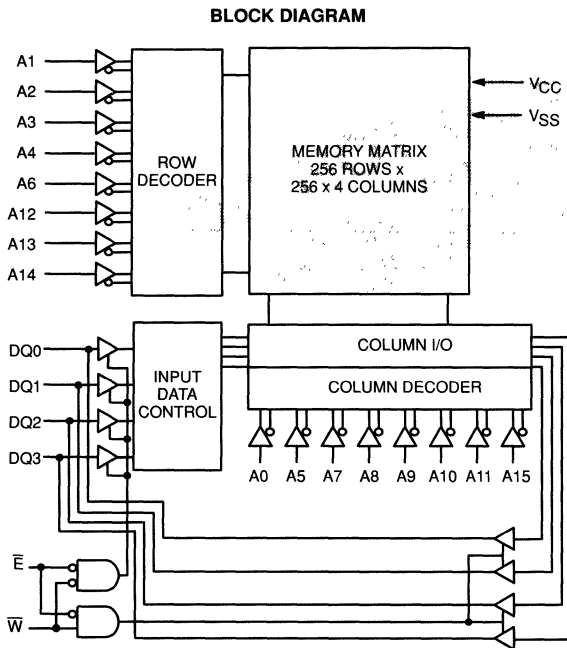 BLOCK DIAGRAM
A1
A2
A3
A4
A6
A12
A13
A14
ROW
DECODER
MEMORY MATRIX
256 ROWS x
256 x 4 COLUMNS
VCC
VSS
DQ0
DQ1
DQ2
DQ3
INPUT
DATA
CONTROL
COLUMN I/O
COLUMN DECODER
A0 A5 A7 A8 A9 A10 A11 A15
E̅
W̅